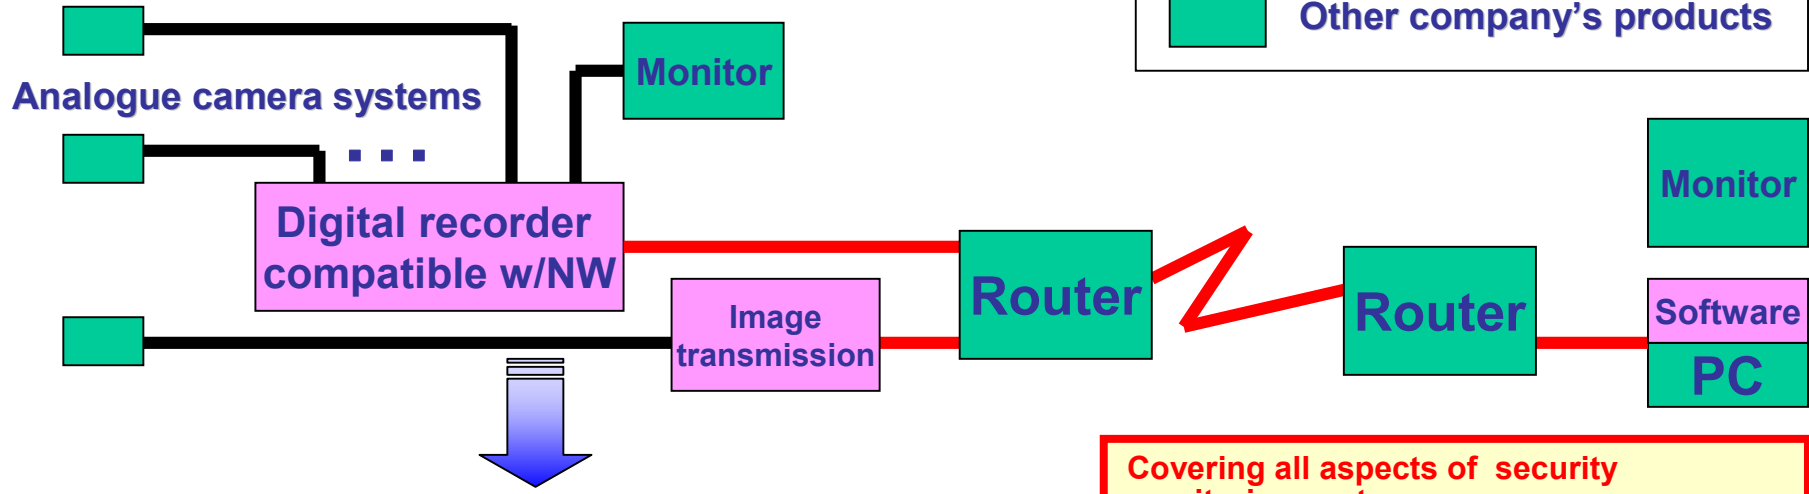 Other company’s products
Monitor
Analogue camera systems
. . .
Monitor
Digital recorder
compatible w/NW
Router
Router
Image
transmission
Software
PC
Covering all aspects of security